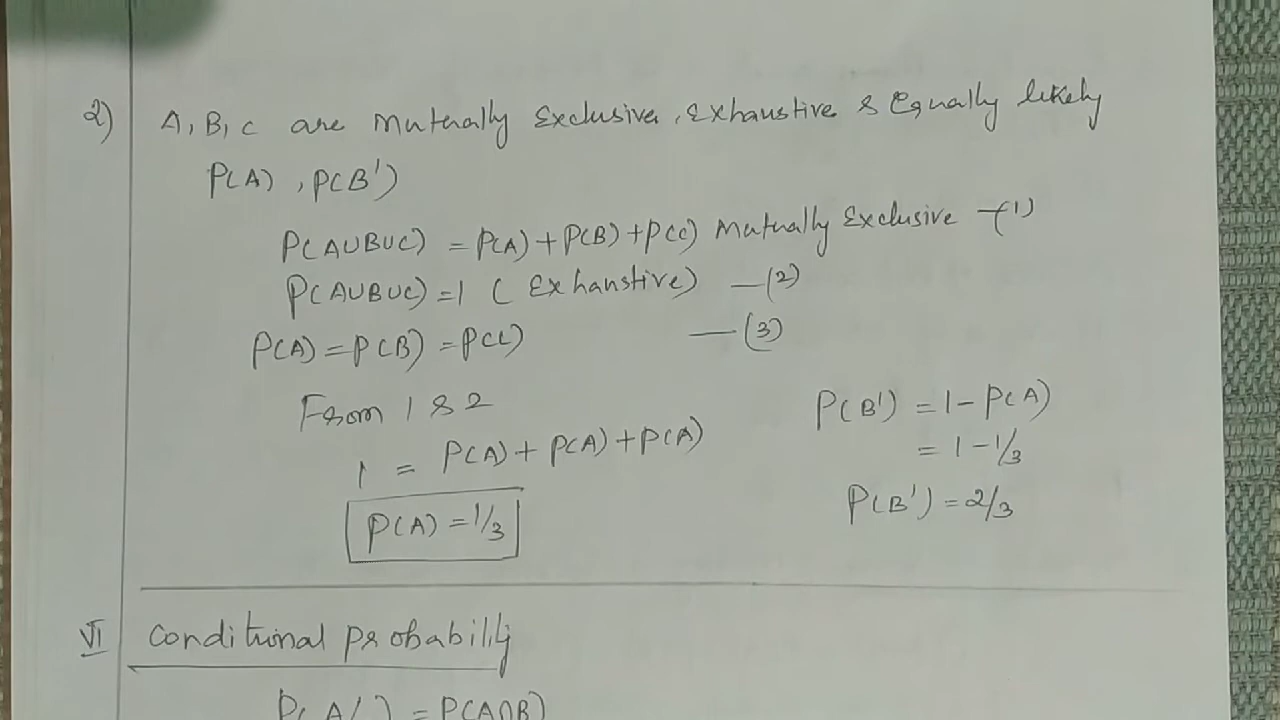 2) A, B, C are Mutually Exclusive, Exhaustive & Equally likely
P(A), P(B')
P(AUBUC) = P(A) + P(B) + P(C) Mutually Exclusive —(1)
P(AUBUC) = 1 ( Exhaustive) —(2)
P(A) = P(B) = P(C) —(3)
From 1 & 2
1 = P(A) + P(A) + P(A)
P(A) = 1/3
P(B') = 1 - P(A)
= 1 - 1/3
P(B') = 2/3
VI Conditional probability
P(A/ ) = P(A∩B)